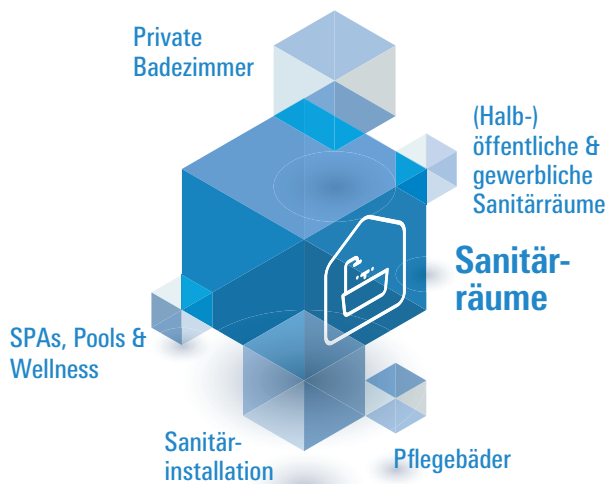 Private
Badezimmer
(Halb-)
öffentliche &
gewerbliche
Sanitärräume
Sanitär-
räume
SPAs, Pools &
Wellness
Sanitär-
installation
Pflegebäder